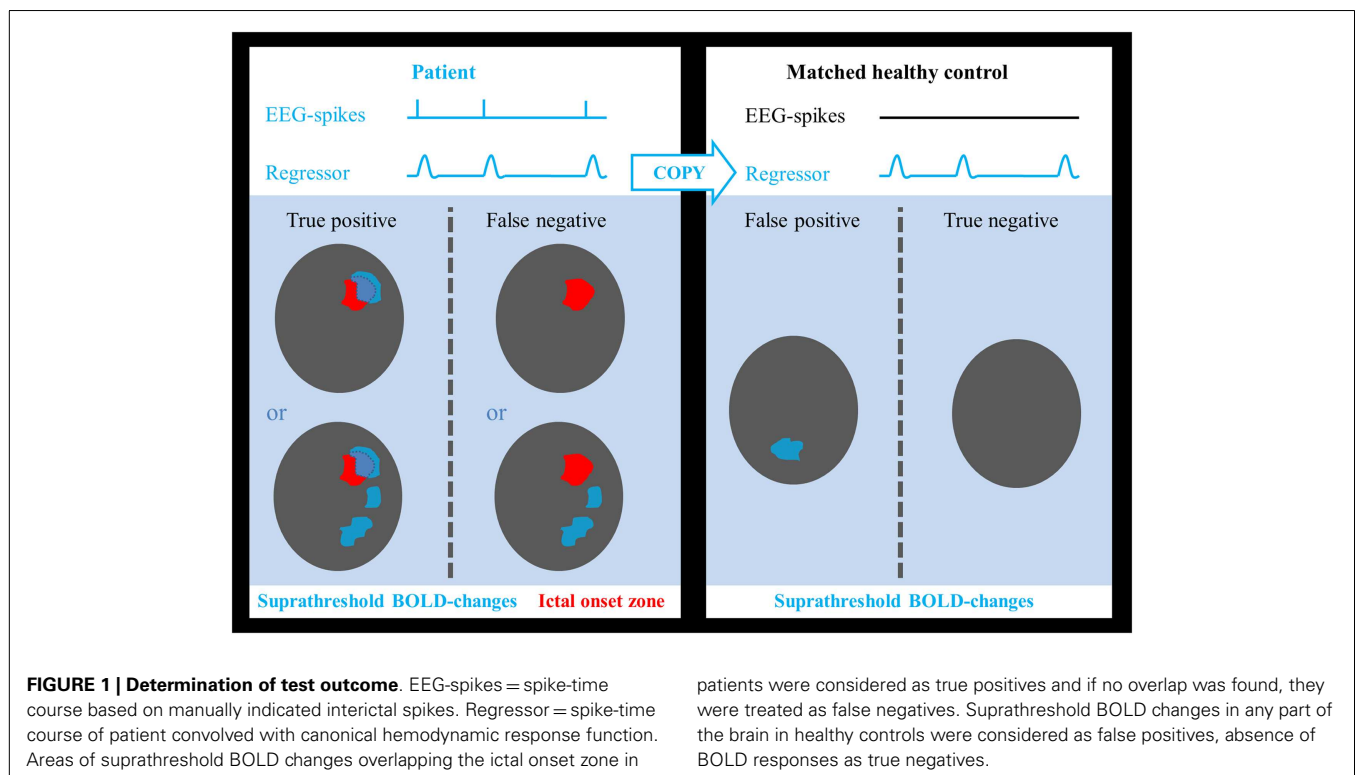 Patient
EEG-spikes
Regressor
COPY
True positive
False negative
or
or
Suprathreshold BOLD-changes
Ictal onset zone
Matched healthy control
EEG-spikes
Regressor
False positive
True negative
Suprathreshold BOLD-changes
FIGURE 1 | Determination of test outcome. EEG-spikes = spike-time
course based on manually indicated interictal spikes. Regressor = spike-time
course of patient convolved with canonical hemodynamic response function.
Areas of suprathreshold BOLD changes overlapping the ictal onset zone in
patients were considered as true positives and if no overlap was found, they
were treated as false negatives. Suprathreshold BOLD changes in any part of
the brain in healthy controls were considered as false positives, absence of
BOLD responses as true negatives.